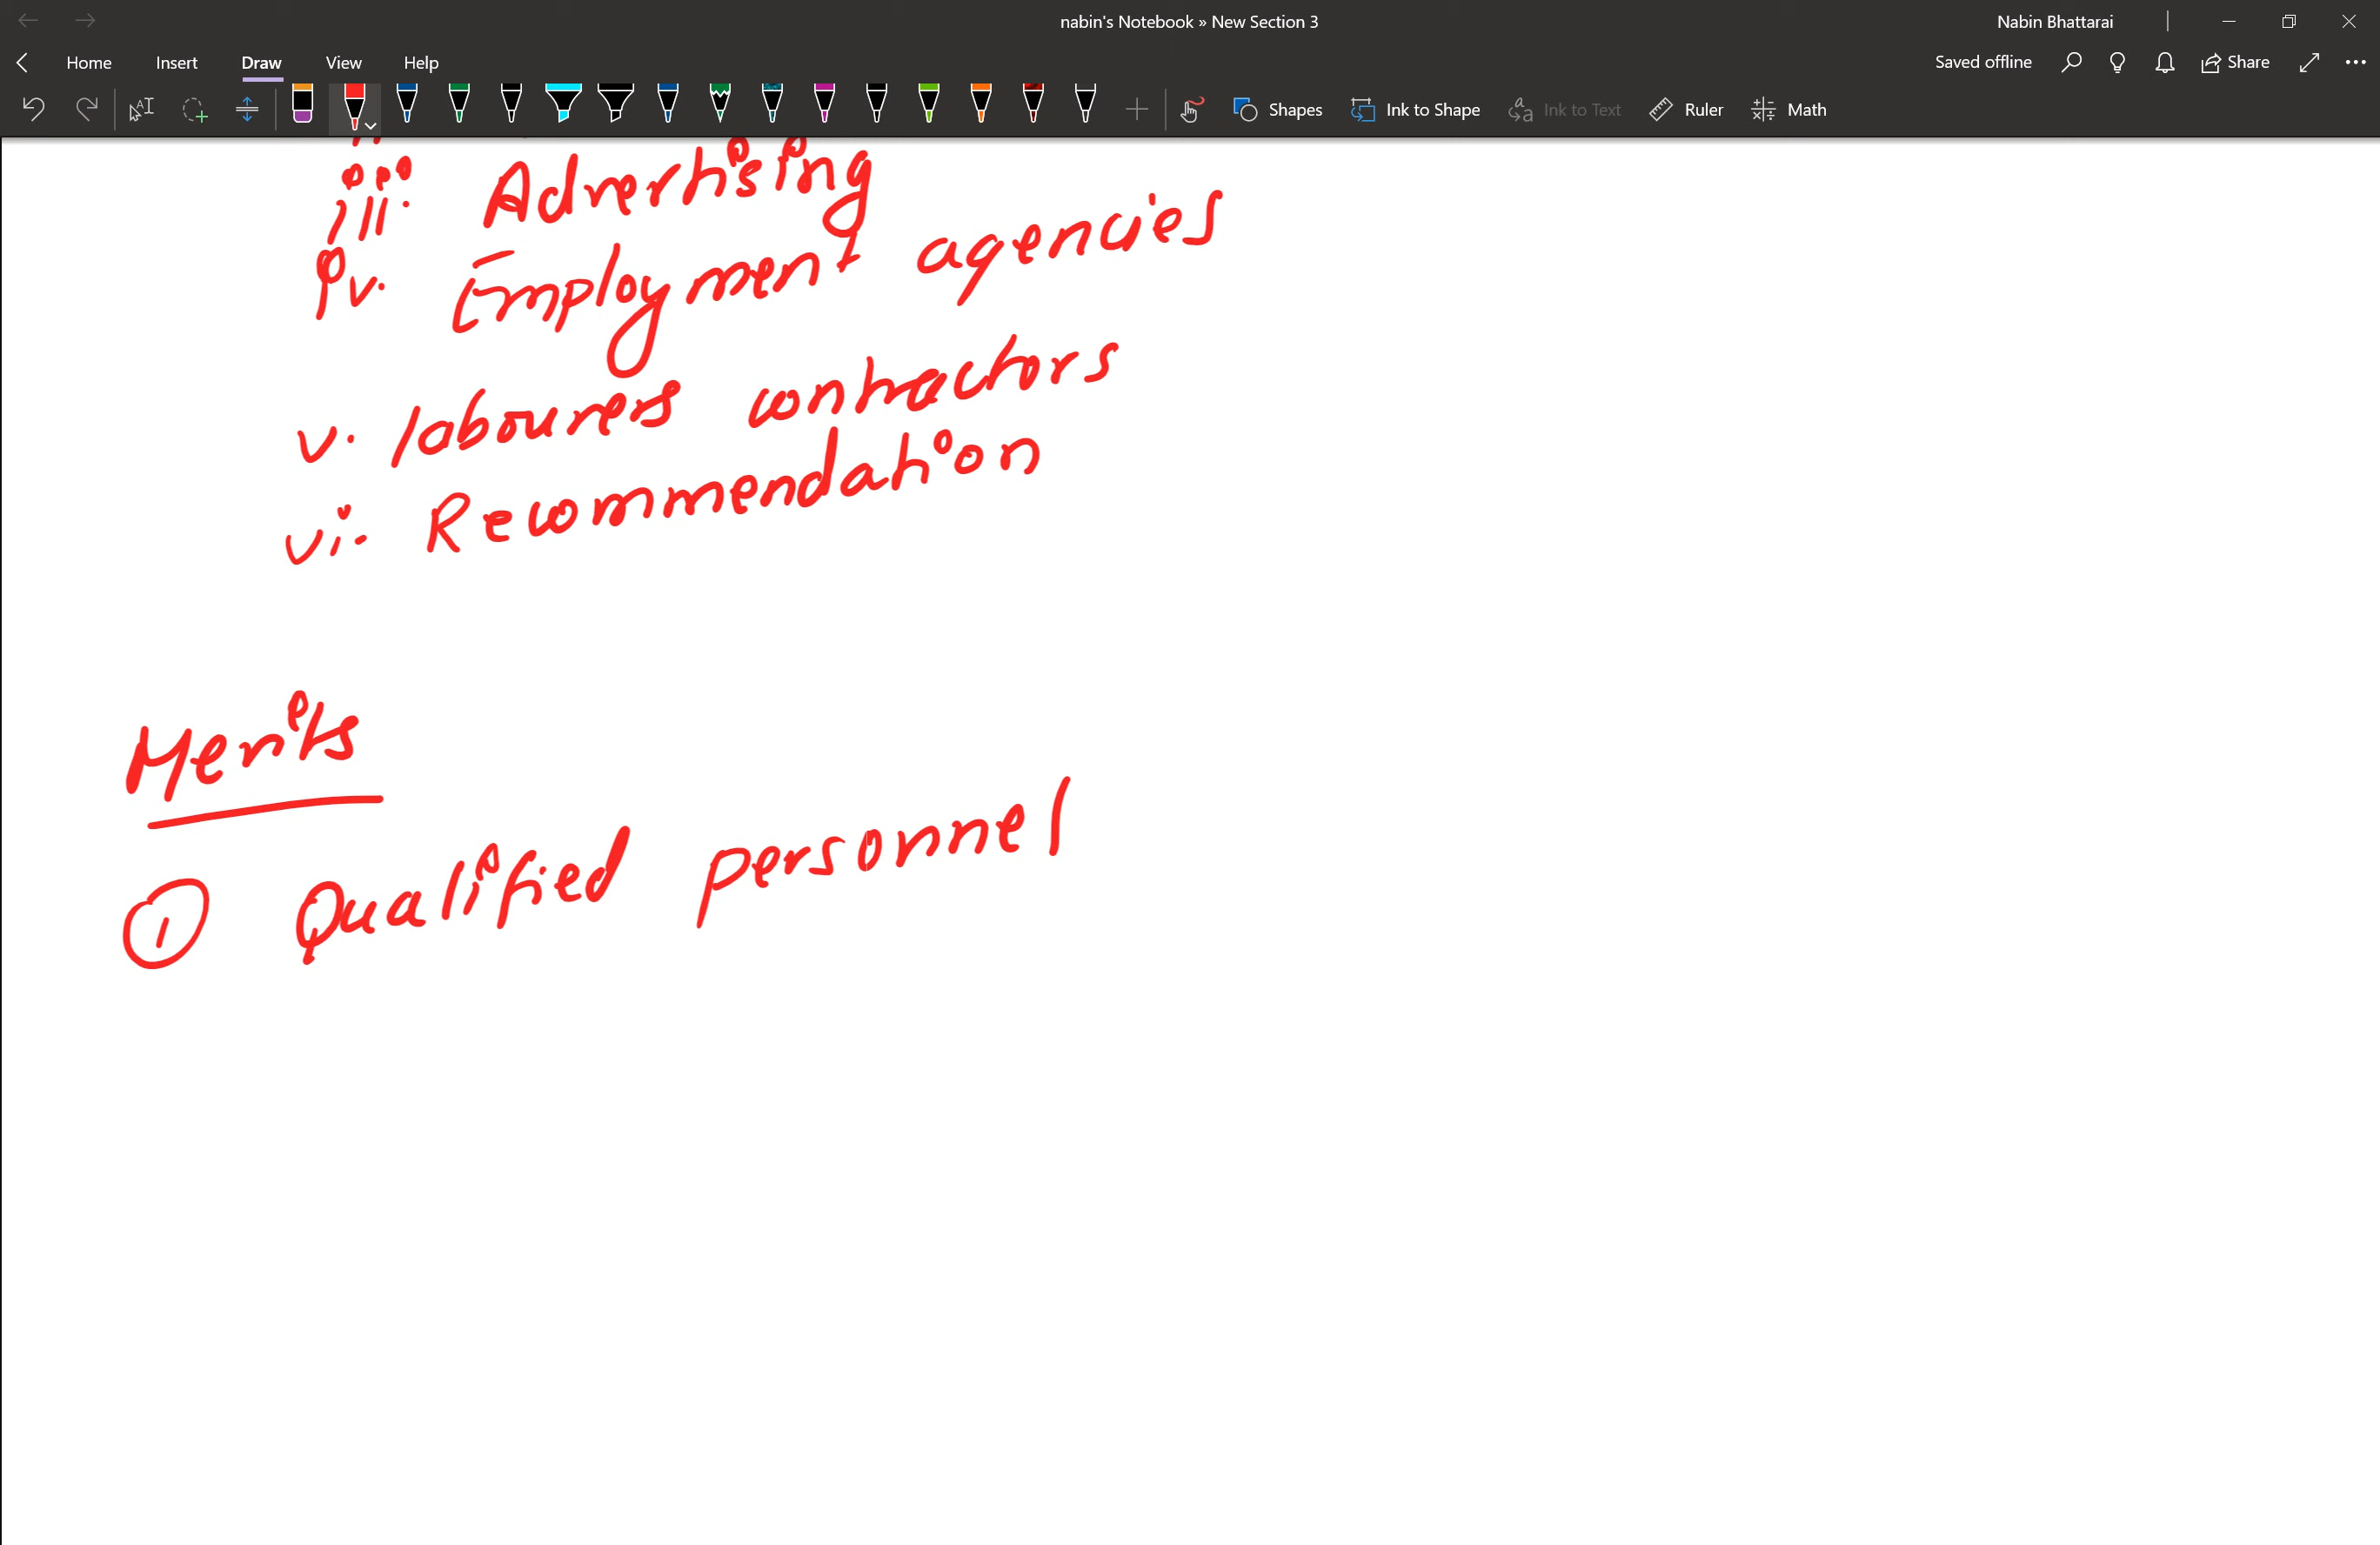 nabin's Notebook » New Section 3
Nabin Bhattarai
Home Insert Draw View Help
Saved offline
Share
Shapes Ink to Shape Ink to Text Ruler Math
iii. Advertising
iv. Employment agencies
v. labourers contractors
vi. Recommendation
Merits
① Qualified personnel